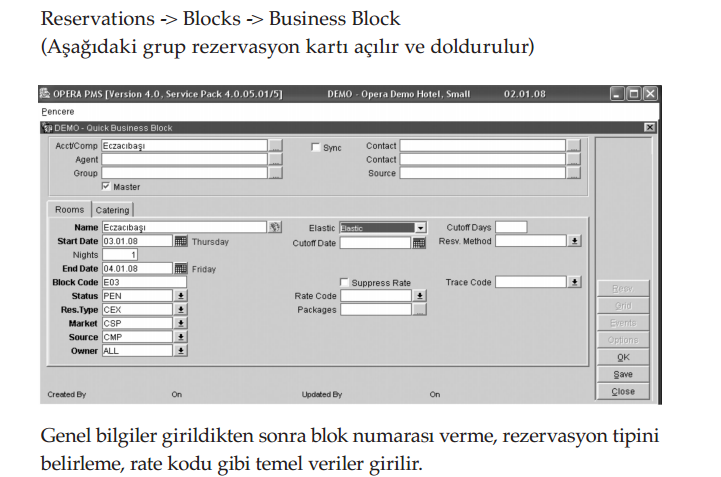 Reservations -> Blocks -> Business Block
(Aşağıdaki grup rezervasyon kartı açılır ve doldurulur)
OPERA PMS [Version 4.0, Service Pack 4.0.05.01/5] DEMO - Opera Demo Hotel, Small 02.01.08
Pencere
DEMO - Quick Business Block
Acct/Comp Eczacıbaşı ... Sync Contact ...
Agent ... Contact ...
Group ... Source ...
Master
Rooms Catering
Name Eczacıbaşı Elastic Elastic Cutoff Days
Start Date 03.01.08 Thursday Cutoff Date Resv. Method
Nights 1
End Date 04.01.08 Friday
Block Code E03 Suppress Rate Trace Code
Status PEN Rate Code
Res.Type CEX Packages ...
Market CSP
Source CMP
Owner ALL
Resv.
Grid
Events
Options
OK
Save
Close
Created By On Updated By On
Genel bilgiler girildikten sonra blok numarası verme, rezervasyon tipini
belirleme, rate kodu gibi temel veriler girilir.